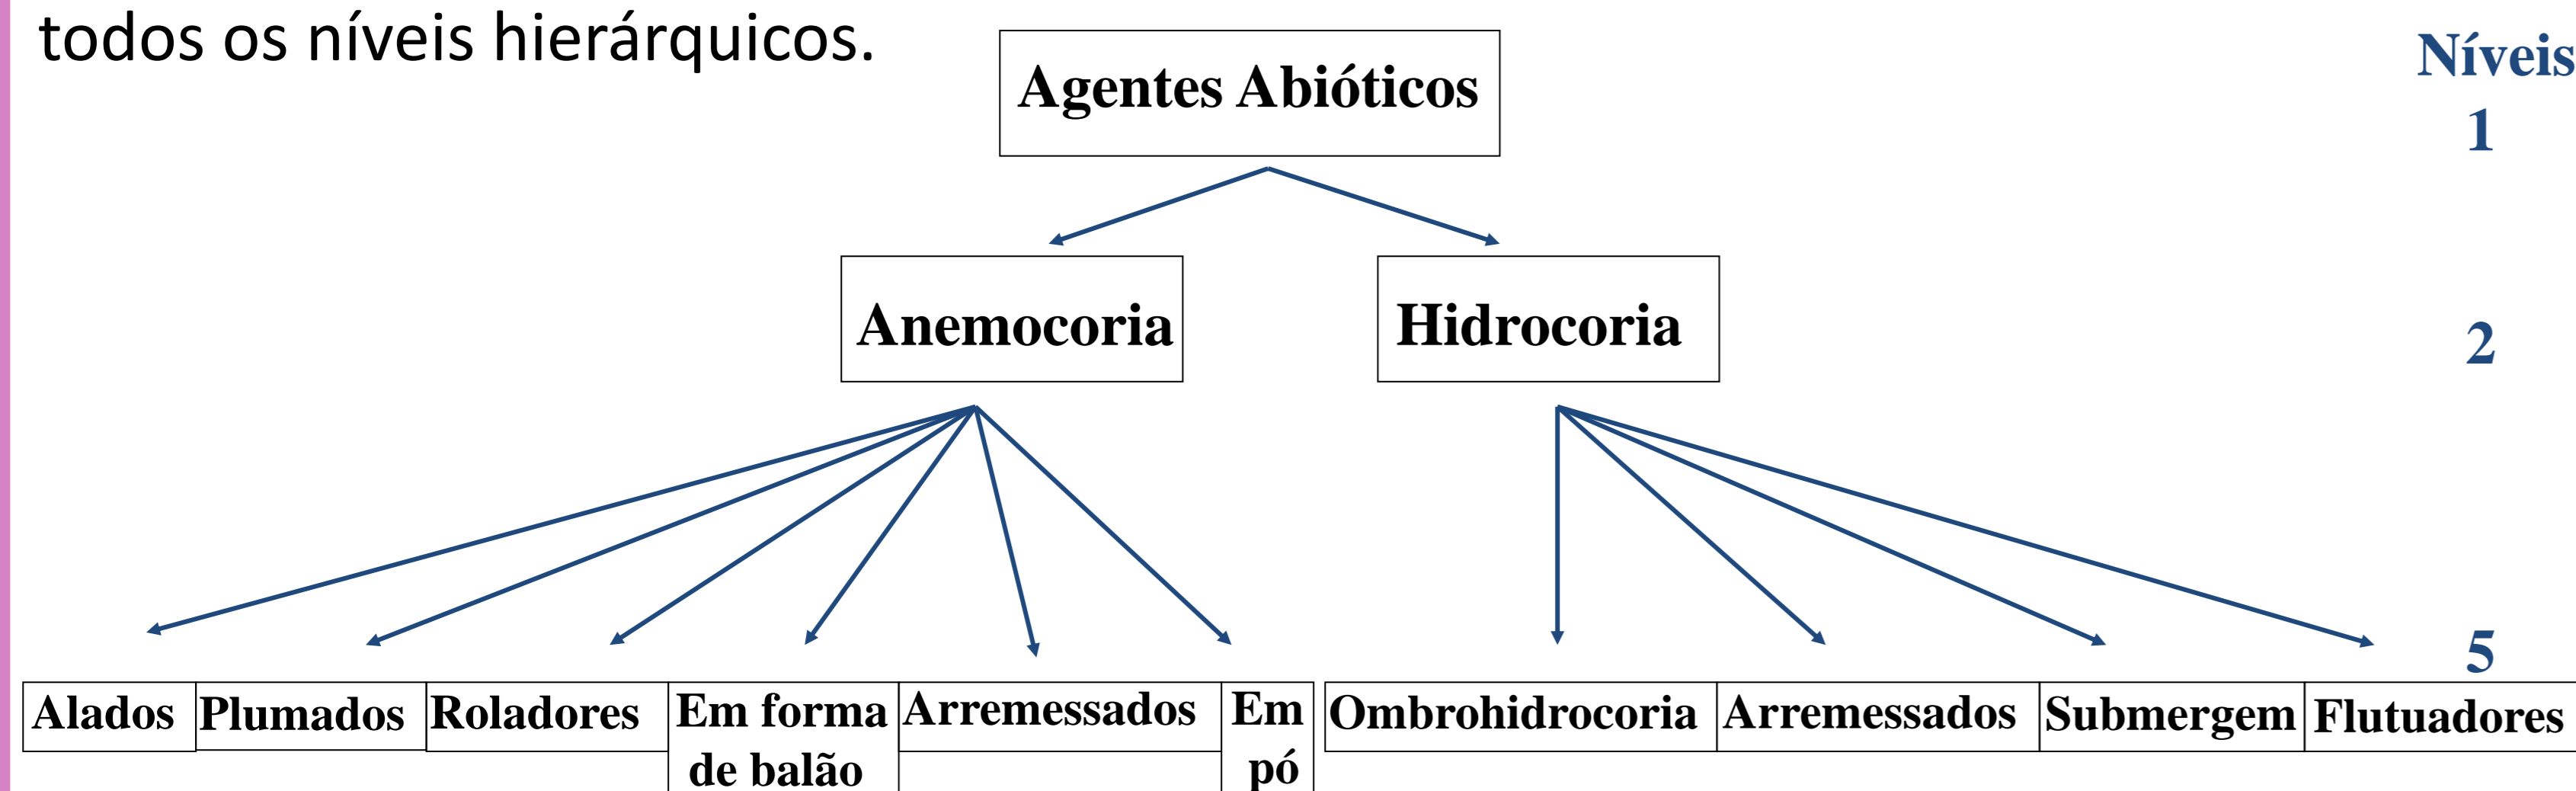 todos os níveis hierárquicos.
Agentes Abióticos
Níveis
1
Anemocoria
Hidrocoria
2
5
Alados
Plumados
Roladores
Em forma
de balão
Arremessados
Em
pó
Ombrohidrocoria
Arremessados
Submergem
Flutuadores